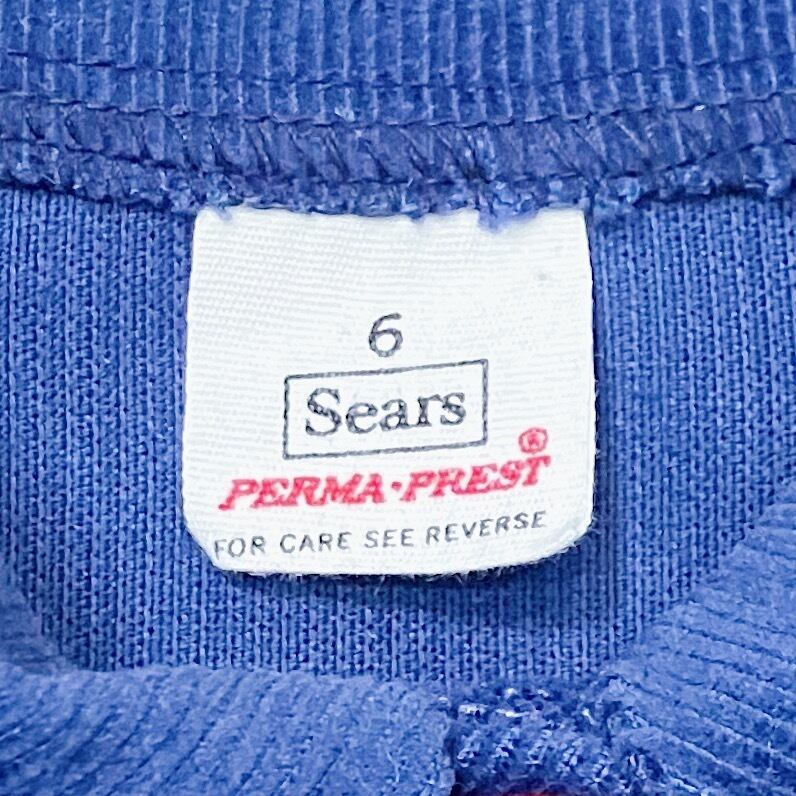 6
Sears
PERMA·PREST®
FOR CARE SEE REVERSE